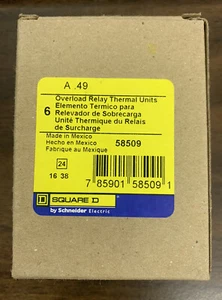 A .49
6
Overload Relay Thermal Units
Elemento Termico para
Relevador de Sobrecarga
Unité Thermique du Relais
de Surcharge
Made in Mexico
Hecho en Mexico
Fabrique au Mexique
58509
24
16 38
7 85901 58509 1
SQUARE D
by Schneider Electric